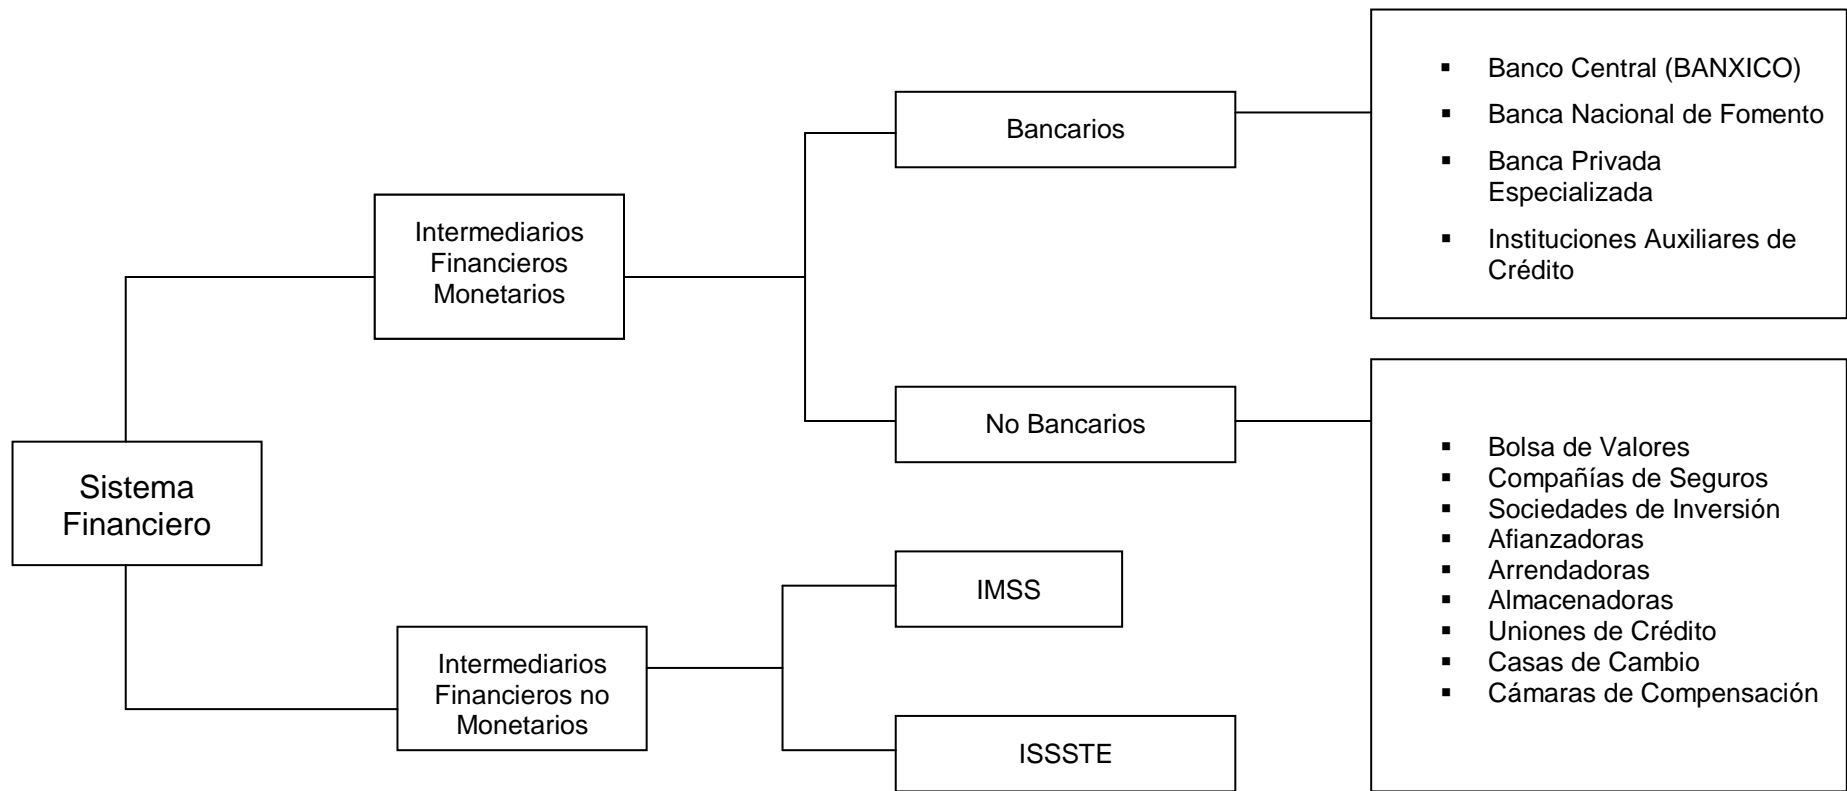 Sistema
Financiero
Intermediarios
Financieros
Monetarios
Bancarios
▪ Banco Central (BANXICO)
▪ Banca Nacional de Fomento
▪ Banca Privada
Especializada
▪ Instituciones Auxiliares de
Crédito
No Bancarios
▪ Bolsa de Valores
▪ Compañías de Seguros
▪ Sociedades de Inversión
▪ Afianzadoras
▪ Arrendadoras
▪ Almacenadoras
▪ Uniones de Crédito
▪ Casas de Cambio
▪ Cámaras de Compensación
Intermediarios
Financieros no
Monetarios
IMSS
ISSSTE